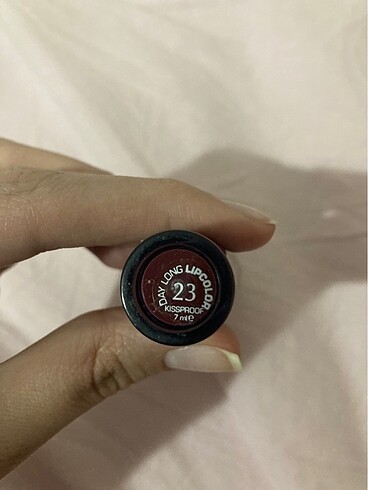 DAY LONG LIPCOLOR
23
KISSPROOF
7 ml e